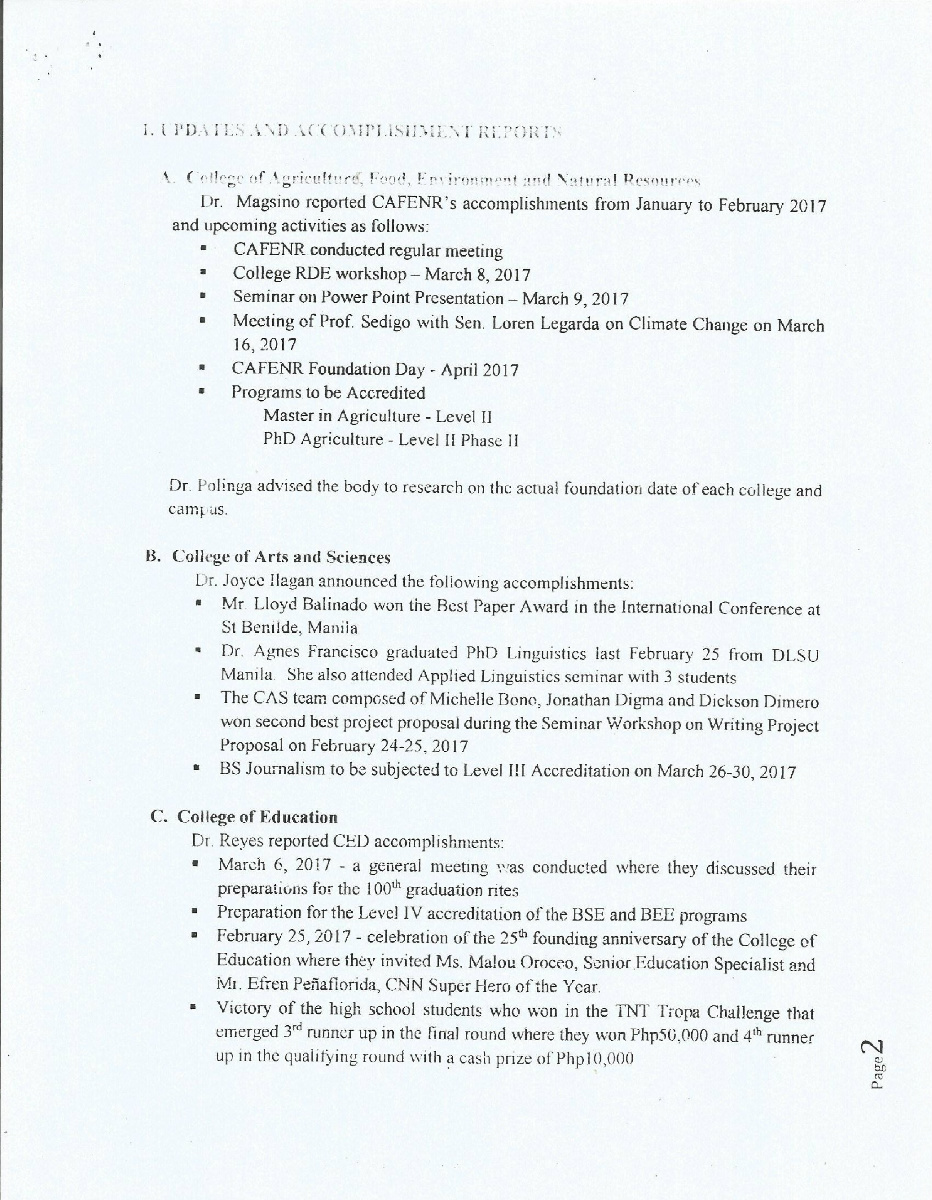 I. UPDATES AND ACCOMPLISHMENT REPORTS
A. College of Agriculture, Food, Environment and Natural Resources
Dr. Magsino reported CAFENR's accomplishments from January to February 2017
and upcoming activities as follows:
▪ CAFENR conducted regular meeting
▪ College RDE workshop – March 8, 2017
▪ Seminar on Power Point Presentation – March 9, 2017
▪ Meeting of Prof. Sedigo with Sen. Loren Legarda on Climate Change on March
16, 2017
▪ CAFENR Foundation Day - April 2017
▪ Programs to be Accredited
Master in Agriculture - Level II
PhD Agriculture - Level II Phase II
Dr. Polinga advised the body to research on the actual foundation date of each college and
campus.
B. College of Arts and Sciences
Dr. Joyce Ilagan announced the following accomplishments:
▪ Mr. Lloyd Balinado won the Best Paper Award in the International Conference at
St Benilde, Manila
▪ Dr. Agnes Francisco graduated PhD Linguistics last February 25 from DLSU
Manila. She also attended Applied Linguistics seminar with 3 students
▪ The CAS team composed of Michelle Bono, Jonathan Digma and Dickson Dimero
won second best project proposal during the Seminar Workshop on Writing Project
Proposal on February 24-25, 2017
▪ BS Journalism to be subjected to Level III Accreditation on March 26-30, 2017
C. College of Education
Dr. Reyes reported CED accomplishments:
▪ March 6, 2017 - a general meeting was conducted where they discussed their
preparations for the 100th graduation rites
▪ Preparation for the Level IV accreditation of the BSE and BEE programs
▪ February 25, 2017 - celebration of the 25th founding anniversary of the College of
Education where they invited Ms. Malou Oroceo, Senior Education Specialist and
Mr. Efren Peñaflorida, CNN Super Hero of the Year.
▪ Victory of the high school students who won in the TNT Tropa Challenge that
emerged 3rd runner up in the final round where they won Php50,000 and 4th runner
up in the qualifying round with a cash prize of Php10,000
Page 2